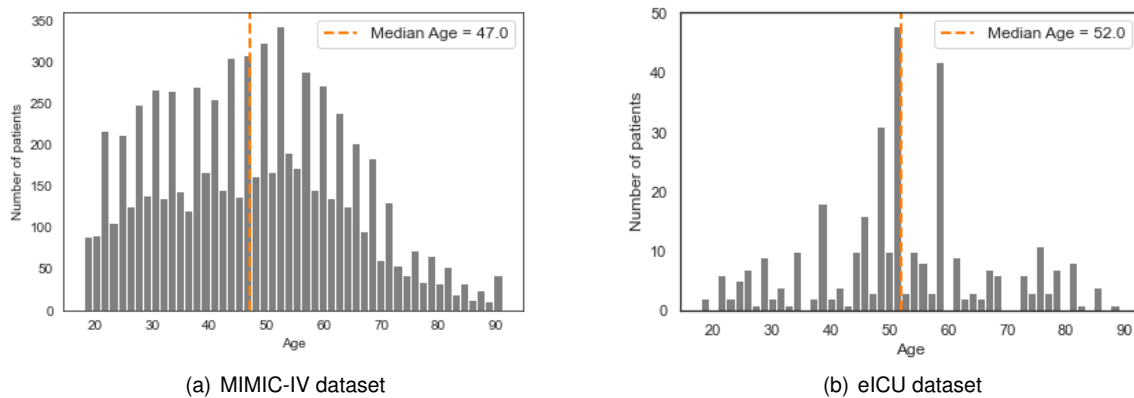 350
300
250
200
150
100
50
0
Number of patients
Median Age = 47.0
20 30 40 50 60 70 80 90
Age
(a) MIMIC-IV dataset
50
40
30
20
10
0
Number of patients
Median Age = 52.0
20 30 40 50 60 70 80 90
Age
(b) eICU dataset